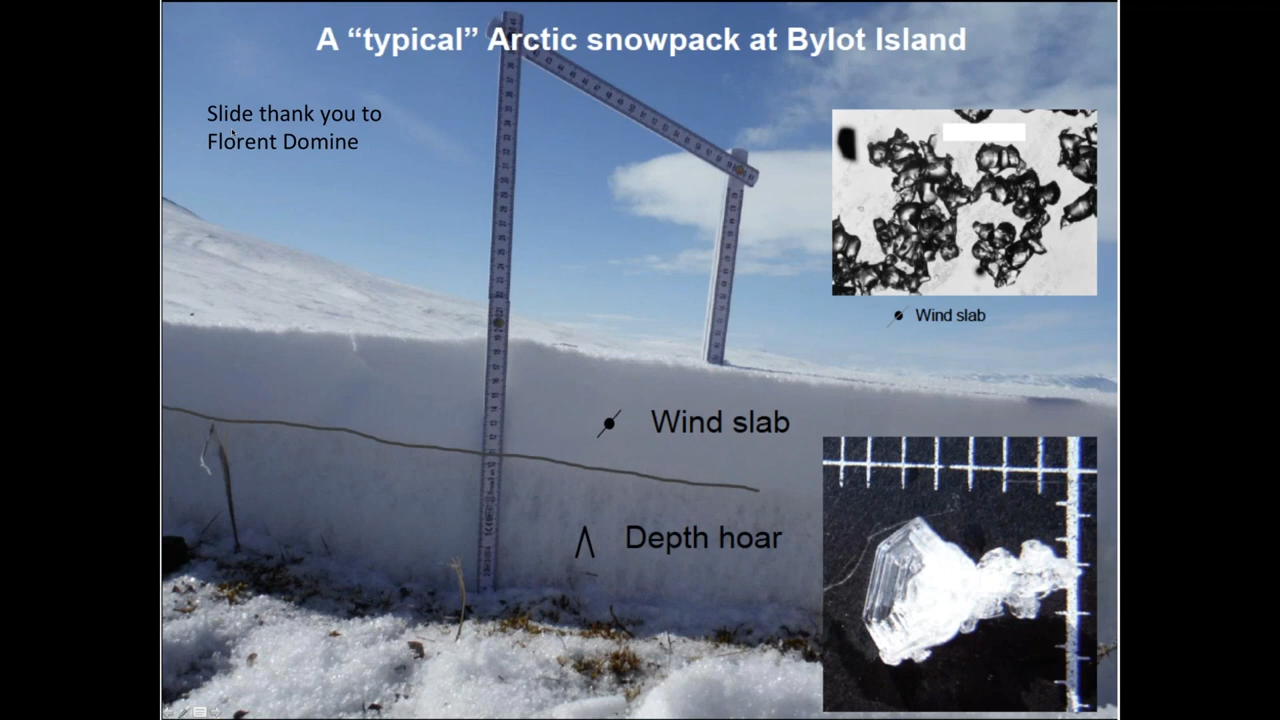 A “typical” Arctic snowpack at Bylot Island
Slide thank you to
Florent Domine
Wind slab
Wind slab
Depth hoar